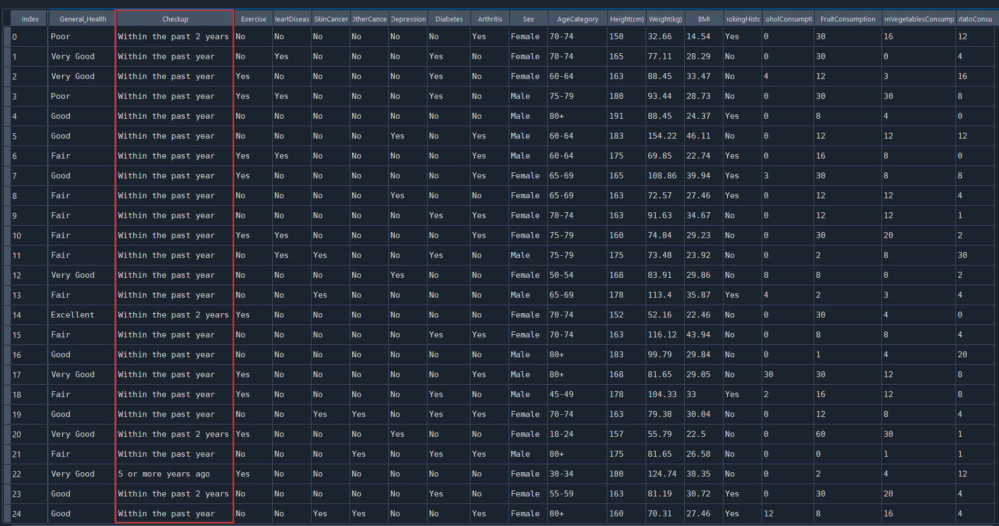 Index General_Health Checkup Exercise leartDiseas SkinCancer OtherCance Depression Diabetes Arthritis Sex AgeCategory Height(cm) Weight(kg) BMI nokingHistc oholConsumpti FruitConsumption enVegetablesConsump tatoConsu
0 Poor Within the past 2 years No No No No No No Yes Female 70-74 150 32.66 14.54 Yes 0 30 16 12
1 Very Good Within the past year No Yes No No No Yes No Female 70-74 165 77.11 28.29 No 0 30 0 4
2 Very Good Within the past year Yes No No No No Yes No Female 60-64 163 88.45 33.47 No 4 12 3 16
3 Poor Within the past year Yes Yes No No No Yes No Male 75-79 180 93.44 28.73 No 0 30 30 8
4 Good Within the past year No No No No No No No Male 80+ 191 88.45 24.37 Yes 0 8 4 0
5 Good Within the past year No No No No Yes No Yes Male 60-64 183 154.22 46.11 No 0 12 12 12
6 Fair Within the past year Yes Yes No No No No Yes Male 60-64 175 69.85 22.74 Yes 0 16 8 0
7 Good Within the past year Yes No No No No No Yes Female 65-69 165 108.86 39.94 Yes 3 30 8 8
8 Fair Within the past year No No No No Yes No No Female 65-69 163 72.57 27.46 Yes 0 12 12 4
9 Fair Within the past year No No No No No Yes Yes Female 70-74 163 91.63 34.67 No 0 12 12 1
10 Fair Within the past year Yes Yes No No No No Yes Female 75-79 160 74.84 29.23 No 0 30 20 2
11 Fair Within the past year No Yes Yes No No Yes No Male 75-79 175 73.48 23.92 No 0 2 8 30
12 Very Good Within the past year No No No No Yes No No Female 50-54 168 83.91 29.86 No 8 8 0 2
13 Fair Within the past year No No Yes No No No No Male 65-69 178 113.4 35.87 Yes 4 2 3 4
14 Excellent Within the past 2 years Yes No No No No No No Female 70-74 152 52.16 22.46 No 0 30 4 0
15 Fair Within the past year No No No No No Yes Yes Female 70-74 163 116.12 43.94 No 0 8 8 4
16 Good Within the past year No No No No No No No Male 80+ 183 99.79 29.84 No 0 1 4 20
17 Very Good Within the past year Yes No No No No No Yes Male 80+ 168 81.65 29.05 No 30 30 12 8
18 Fair Within the past year Yes No No No No Yes No Male 45-49 178 104.33 33 Yes 2 16 12 8
19 Good Within the past year No No Yes Yes No Yes Yes Female 70-74 163 79.38 30.04 No 0 12 8 4
20 Very Good Within the past 2 years Yes No No No Yes No No Female 18-24 157 55.79 22.5 No 0 60 30 1
21 Fair Within the past year No No No Yes No Yes Yes Male 80+ 175 81.65 26.58 No 0 0 1 1
22 Very Good 5 or more years ago Yes No No No No No No Female 30-34 180 124.74 38.35 No 0 2 4 12
23 Good Within the past 2 years No No No No No Yes No Female 55-59 163 81.19 30.72 Yes 0 30 20 4
24 Good Within the past year No No Yes Yes No No Yes Female 80+ 160 70.31 27.46 Yes 12 8 16 4